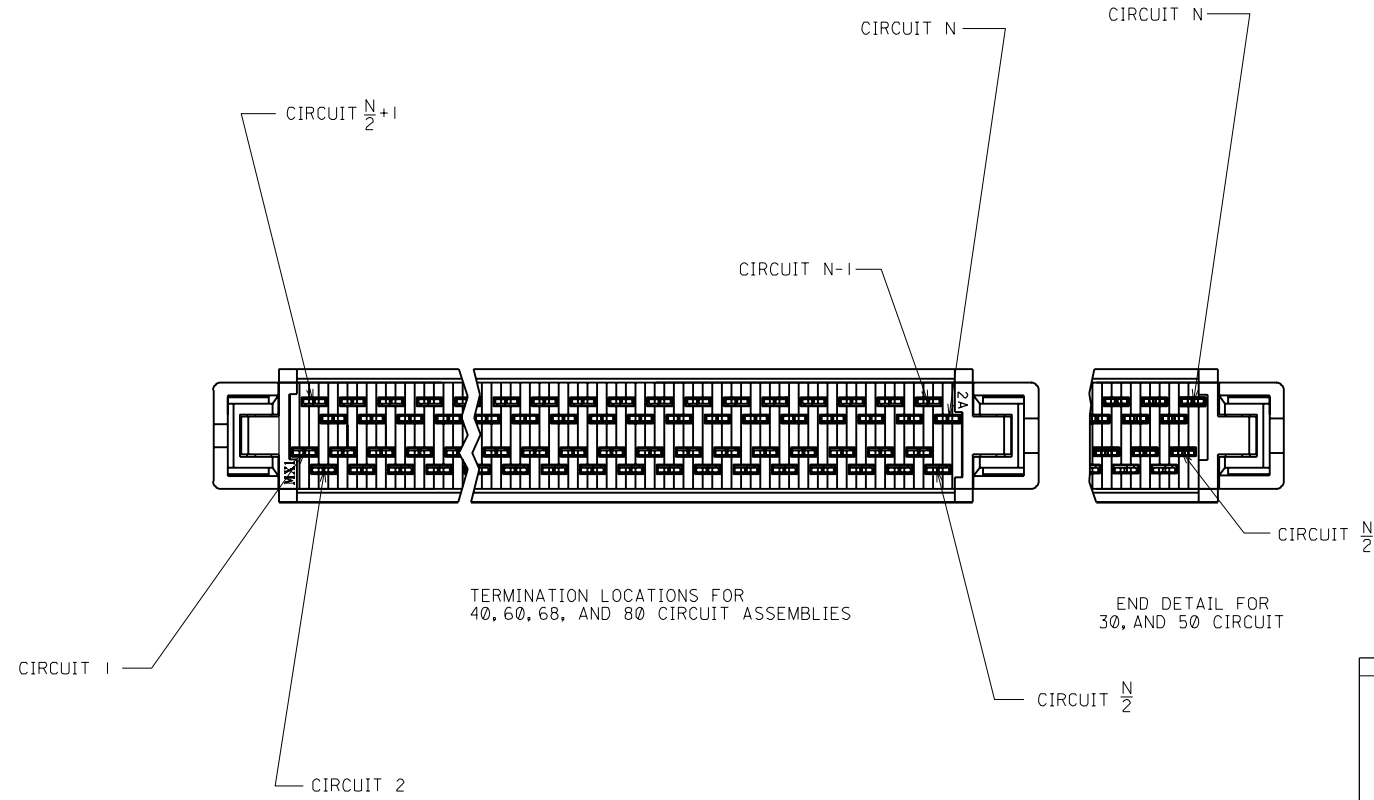 CIRCUIT N
CIRCUIT N
CIRCUIT N/2+1
CIRCUIT N-1
2A
MX1
CIRCUIT N/2
TERMINATION LOCATIONS FOR
40,60,68, AND 80 CIRCUIT ASSEMBLIES
END DETAIL FOR
30,AND 50 CIRCUIT
CIRCUIT 1
CIRCUIT N/2
CIRCUIT 2